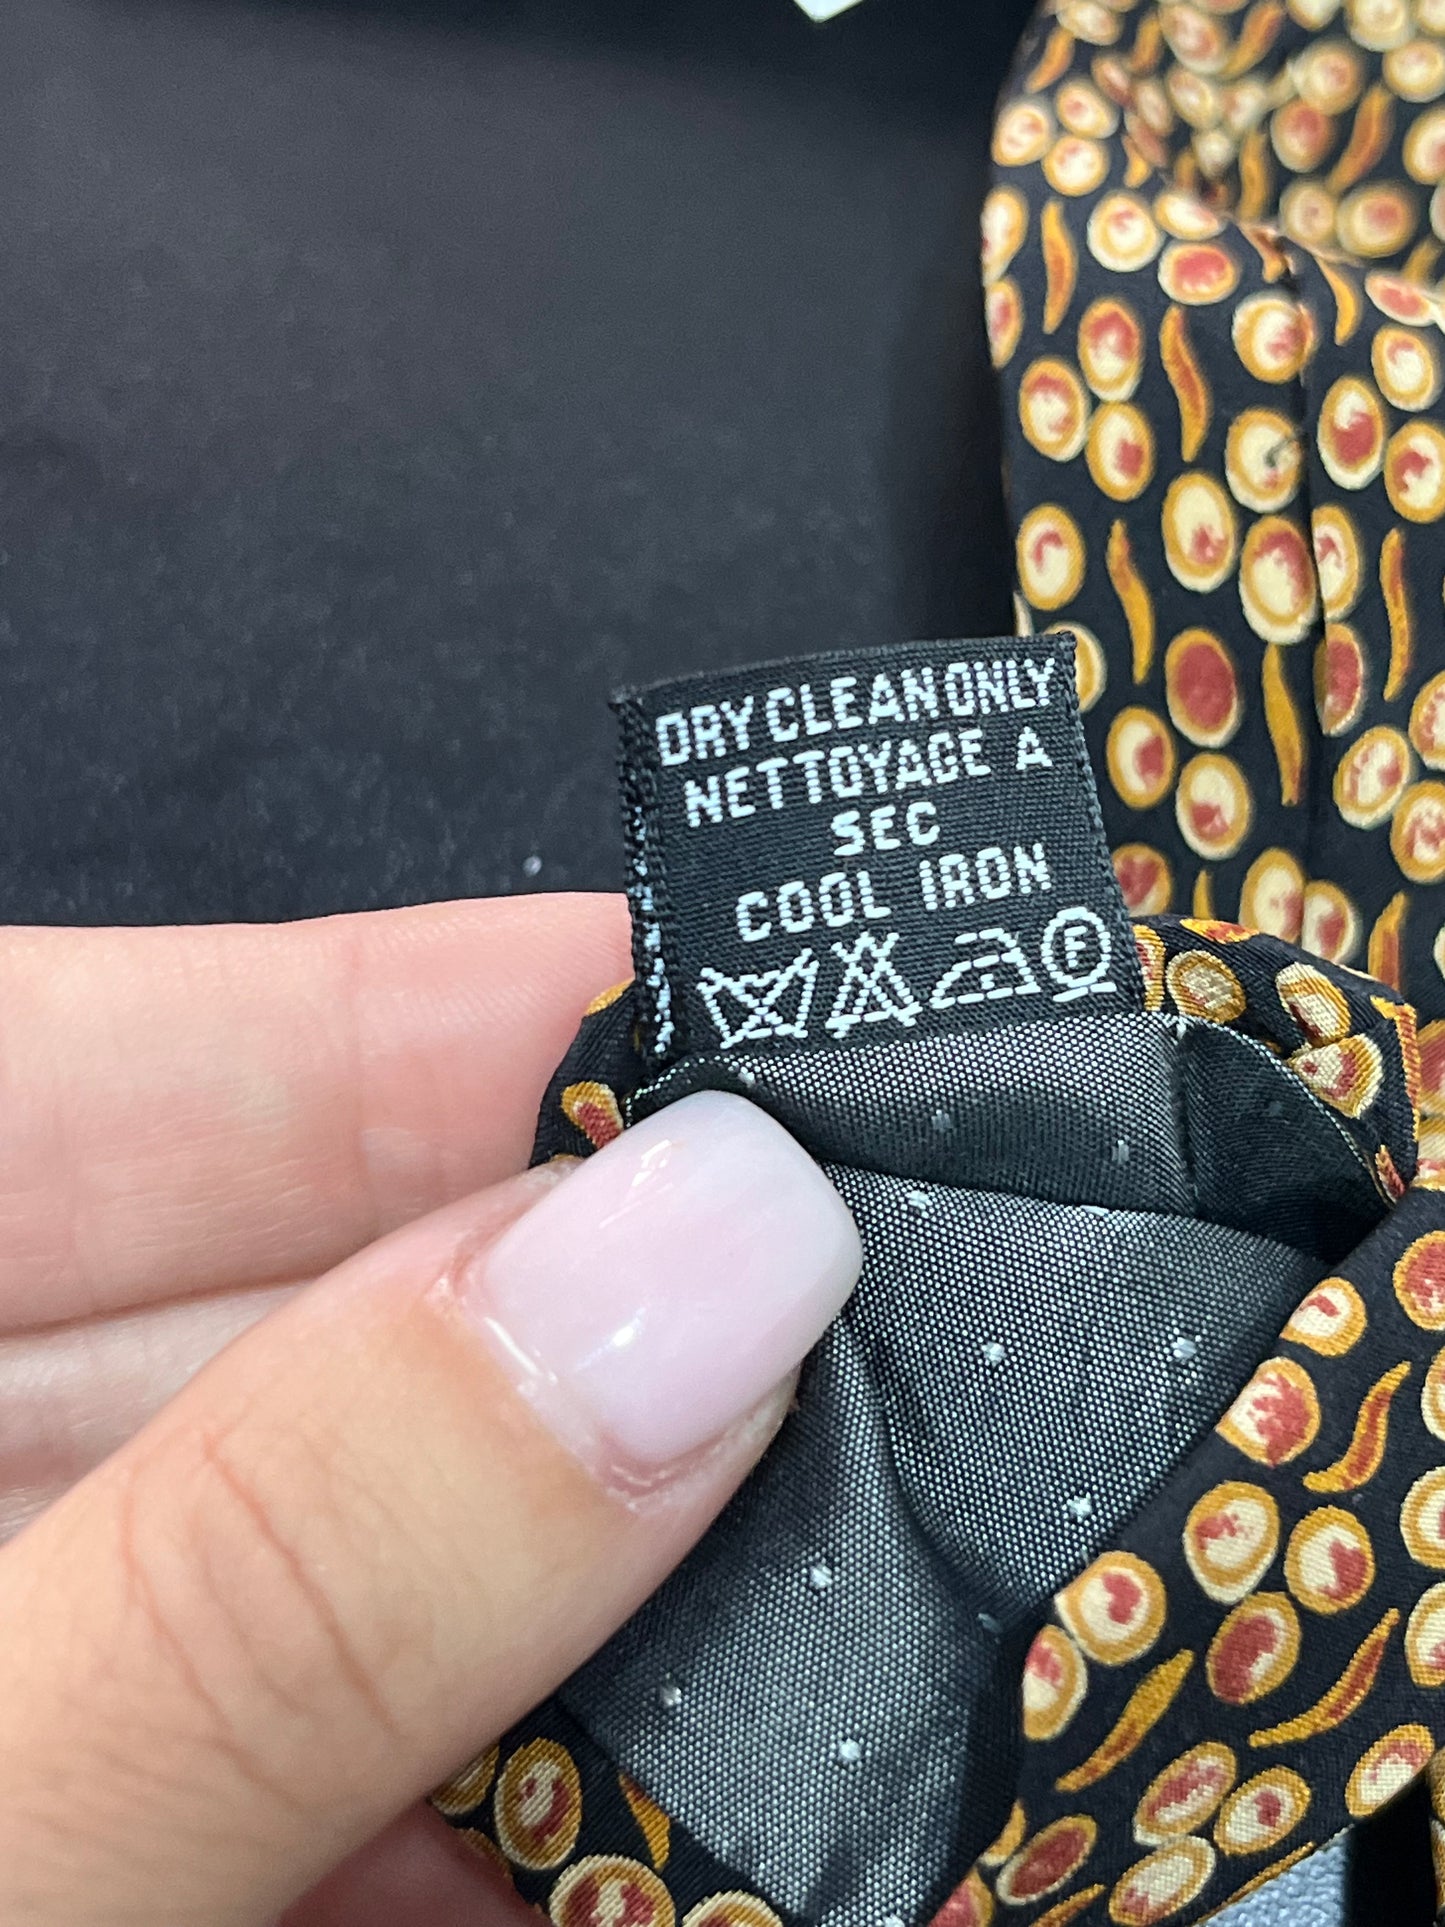 DRY CLEAN ONLY
NETTOYAGE A
SEC
COOL IRON
F